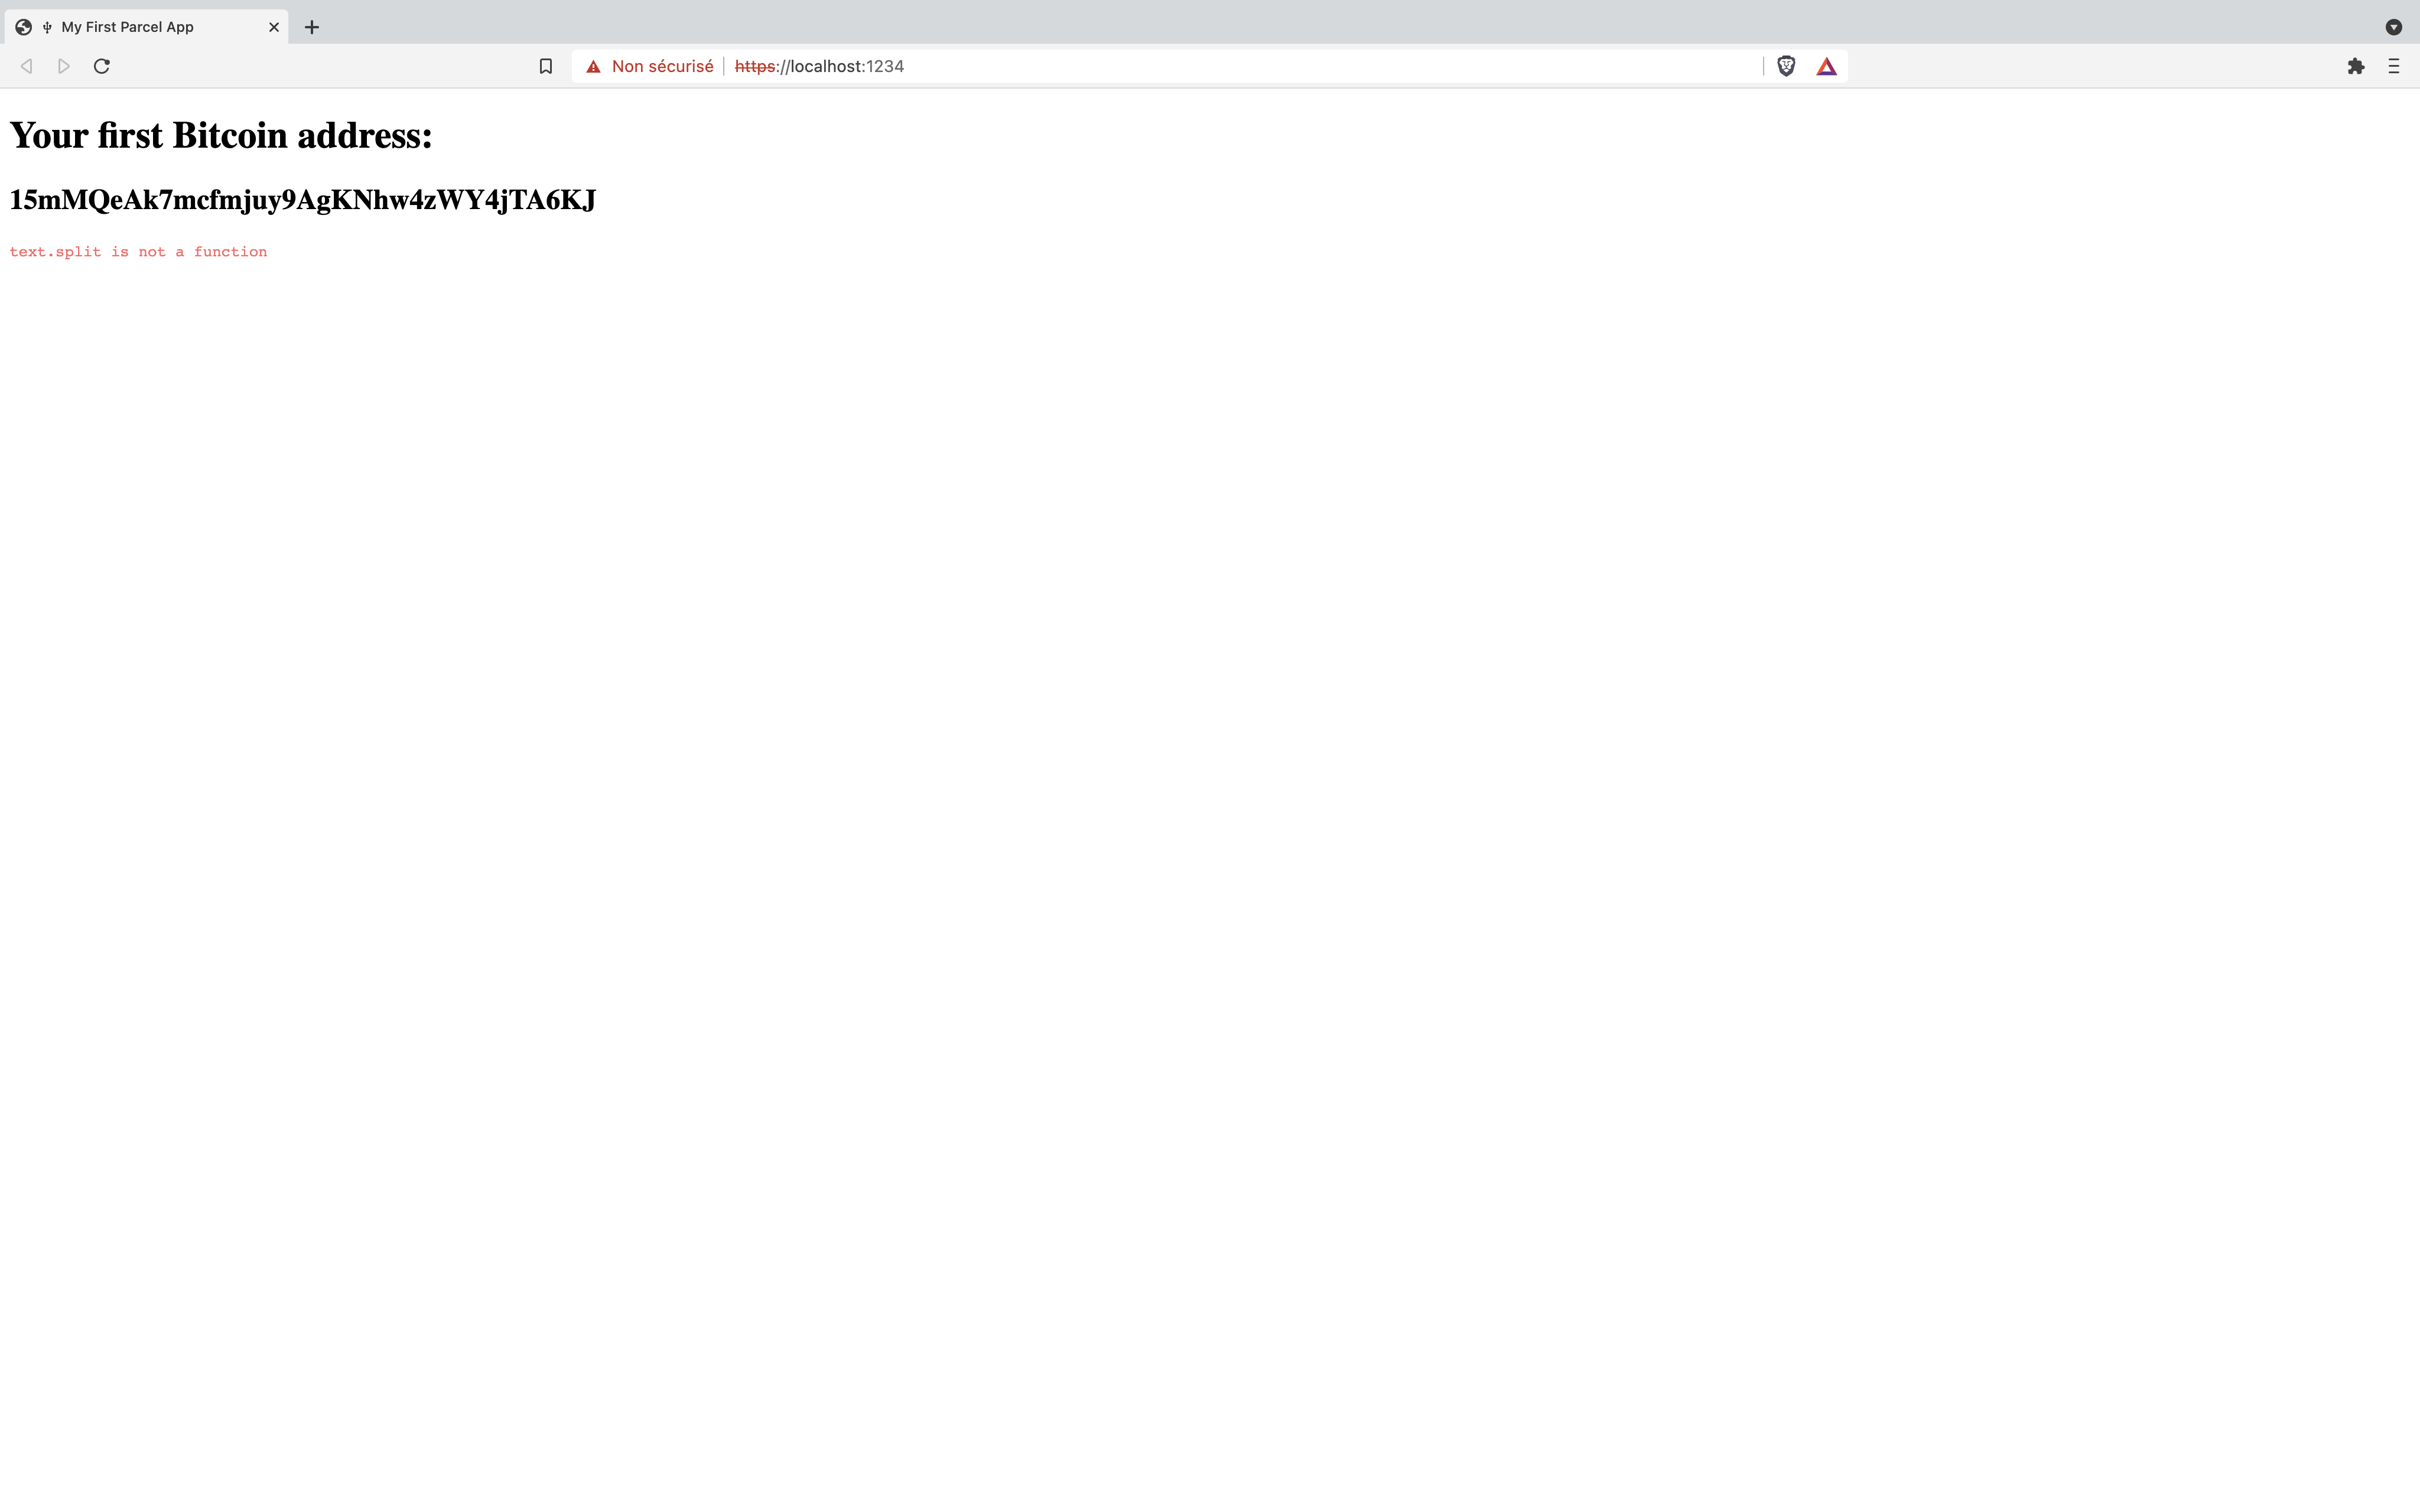 My First Parcel App
Non sécurisé https://localhost:1234
Your first Bitcoin address:
15mMQeAk7mcfmjuy9AgKNhw4zWY4jTA6KJ
text.split is not a function